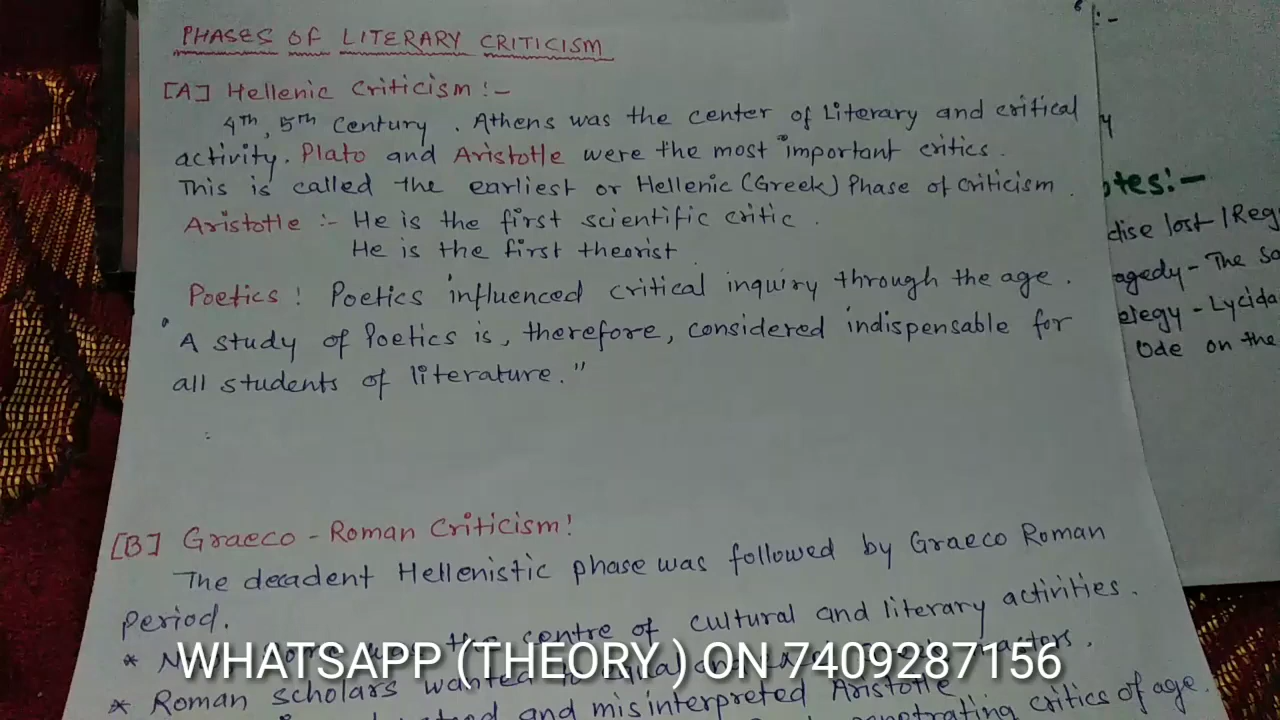 PHASES OF LITERARY CRITICISM
[A] Hellenic Criticism :-
4th, 5th Century. Athens was the center of Literary and critical
activity. Plato and Aristotle were the most important critics.
This is called the earliest or Hellenic (Greek) Phase of Criticism.
Aristotle :- He is the first scientific critic.
He is the first theorist.
Poetics: Poetics influenced critical inquiry through the age.
"A study of Poetics is, therefore, considered indispensable for
all students of literature."
[B] Graeco - Roman Criticism!
The decadent Hellenistic phase was followed by Graeco Roman
Period.
* centre of cultural and literary activities.
* Roman scholars wanted to
and misinterpreted Aristotle
critics of age.
:-
otes:-
dise lost / Reg
agedy - The Sa
elegy - Lycida
Ode on the
WHATSAPP (THEORY ) ON 7409287156